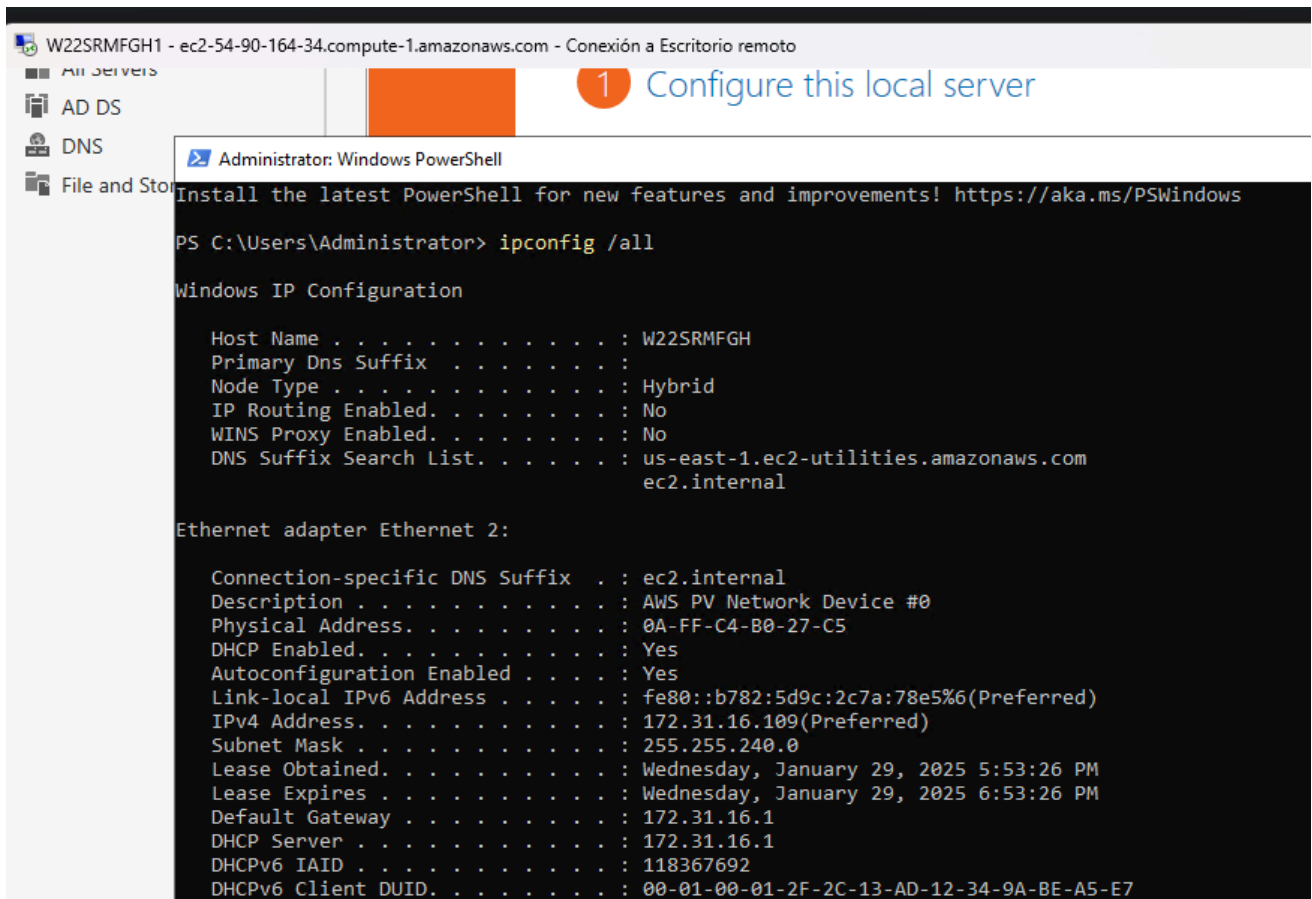 W22SRMFGH1 - ec2-54-90-164-34.compute-1.amazonaws.com - Conexión a Escritorio remoto
All Servers
1 Configure this local server
AD DS
DNS
Administrator: Windows PowerShell
File and Stor
Install the latest PowerShell for new features and improvements! https://aka.ms/PSWindows
PS C:\Users\Administrator> ipconfig /all
Windows IP Configuration
Host Name . . . . . . . . . . . . : W22SRMFGH
Primary Dns Suffix  . . . . . . . :
Node Type . . . . . . . . . . . . : Hybrid
IP Routing Enabled. . . . . . . . : No
WINS Proxy Enabled. . . . . . . . : No
DNS Suffix Search List. . . . . . : us-east-1.ec2-utilities.amazonaws.com
ec2.internal
Ethernet adapter Ethernet 2:
Connection-specific DNS Suffix  . : ec2.internal
Description . . . . . . . . . . . : AWS PV Network Device #0
Physical Address. . . . . . . . . : 0A-FF-C4-B0-27-C5
DHCP Enabled. . . . . . . . . . . : Yes
Autoconfiguration Enabled . . . . : Yes
Link-local IPv6 Address . . . . . : fe80::b782:5d9c:2c7a:78e5%6(Preferred)
IPv4 Address. . . . . . . . . . . : 172.31.16.109(Preferred)
Subnet Mask . . . . . . . . . . . : 255.255.240.0
Lease Obtained. . . . . . . . . . : Wednesday, January 29, 2025 5:53:26 PM
Lease Expires . . . . . . . . . . : Wednesday, January 29, 2025 6:53:26 PM
Default Gateway . . . . . . . . . : 172.31.16.1
DHCP Server . . . . . . . . . . . : 172.31.16.1
DHCPv6 IAID . . . . . . . . . . . : 118367692
DHCPv6 Client DUID. . . . . . . . : 00-01-00-01-2F-2C-13-AD-12-34-9A-BE-A5-E7